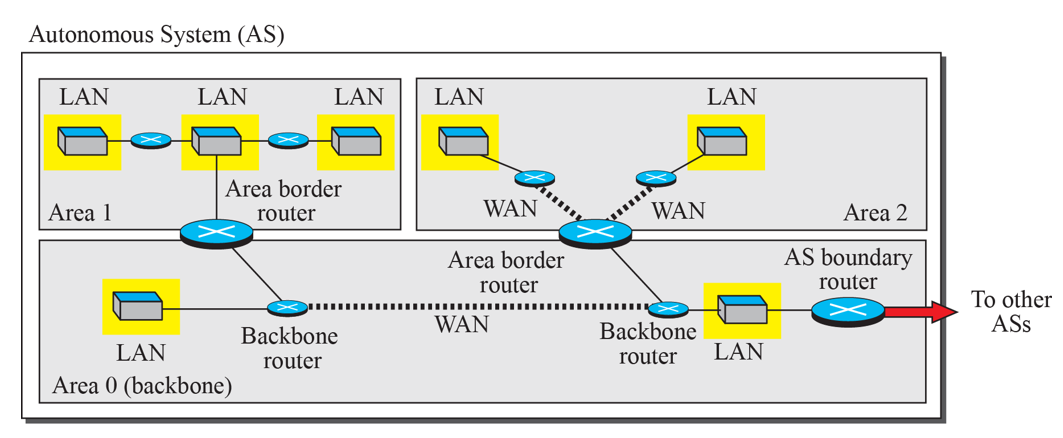 Autonomous System (AS)
LAN
LAN
LAN
Area border
router
Area 1
LAN
LAN
WAN
WAN
Area 2
Area border
router
AS boundary
router
To other
ASs
LAN
Backbone
router
WAN
Backbone
router
LAN
Area 0 (backbone)